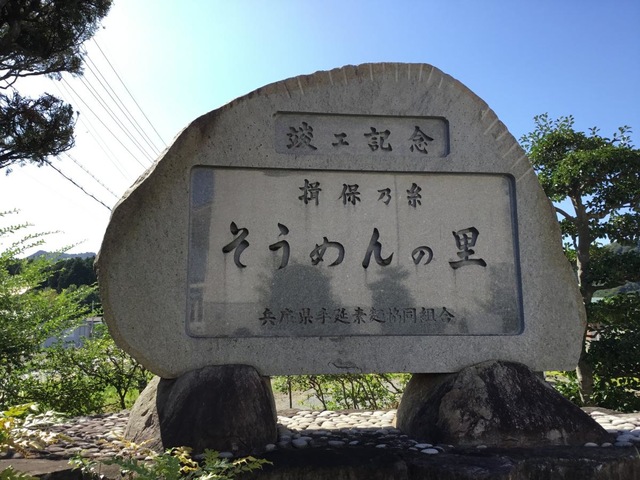 竣工記念
揖保乃糸
そうめんの里
兵庫県手延素麺協同組合